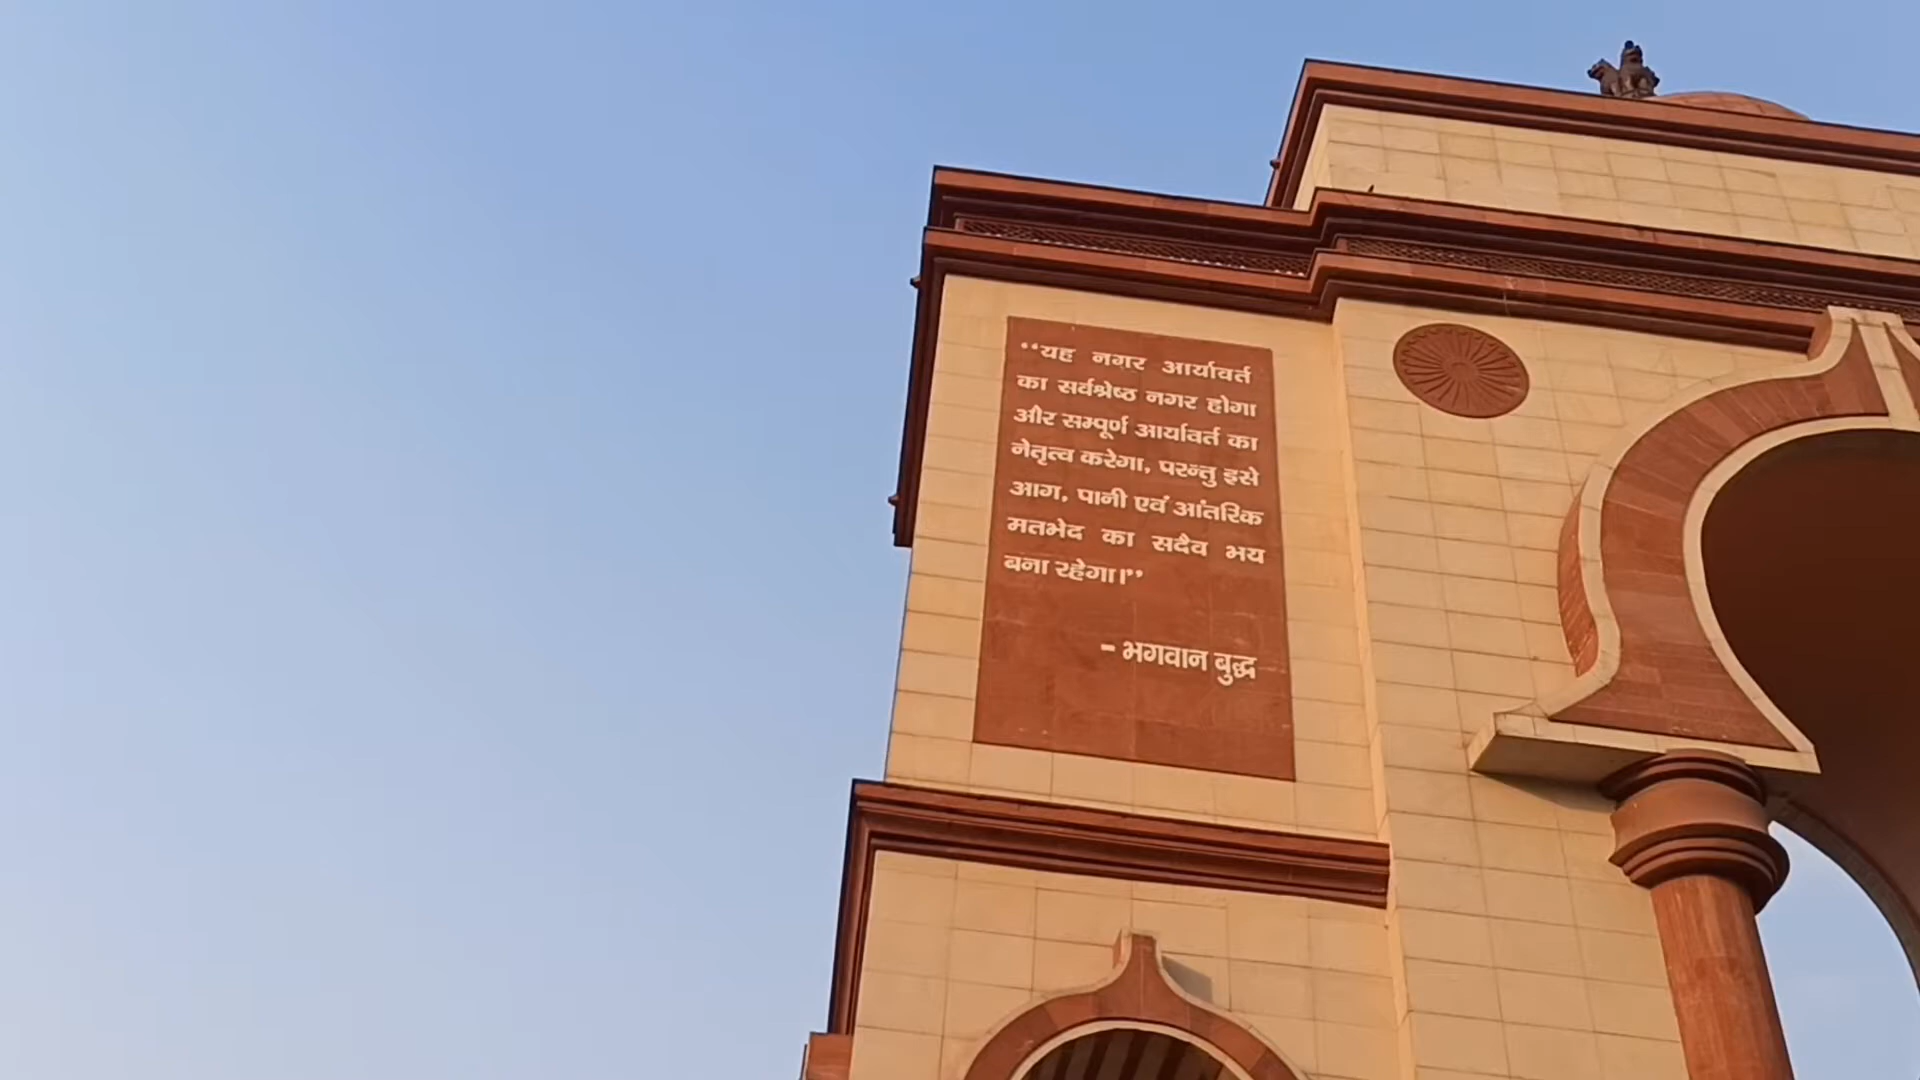 “यह नगर आर्यावर्त
का सर्वश्रेष्ठ नगर होगा
और सम्पूर्ण आर्यावर्त का
नेतृत्व करेगा, परन्तु इसे
आग, पानी एवं आंतरिक
मतभेद का सदैव भय
बना रहेगा।”
- भगवान बुद्ध